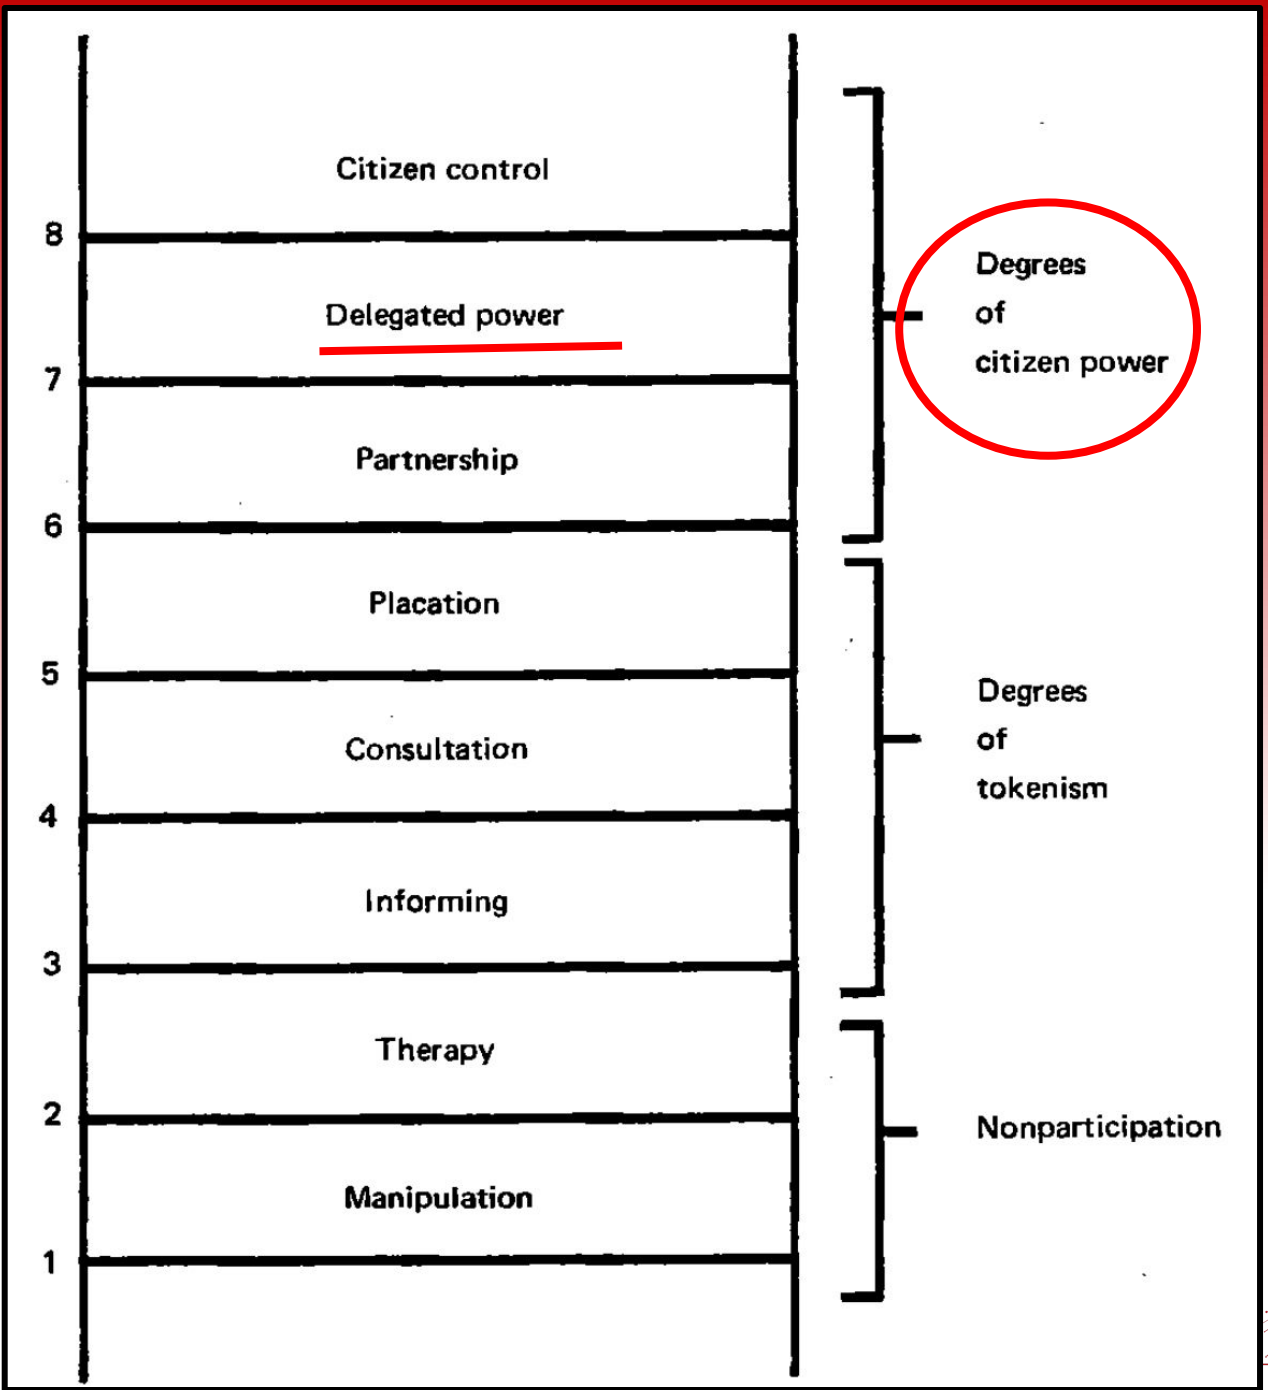 Citizen control
8
Delegated power
7
Partnership
6
Placation
5
Consultation
4
Informing
3
Therapy
2
Manipulation
1
Degrees
of
citizen power
Degrees
of
tokenism
Nonparticipation